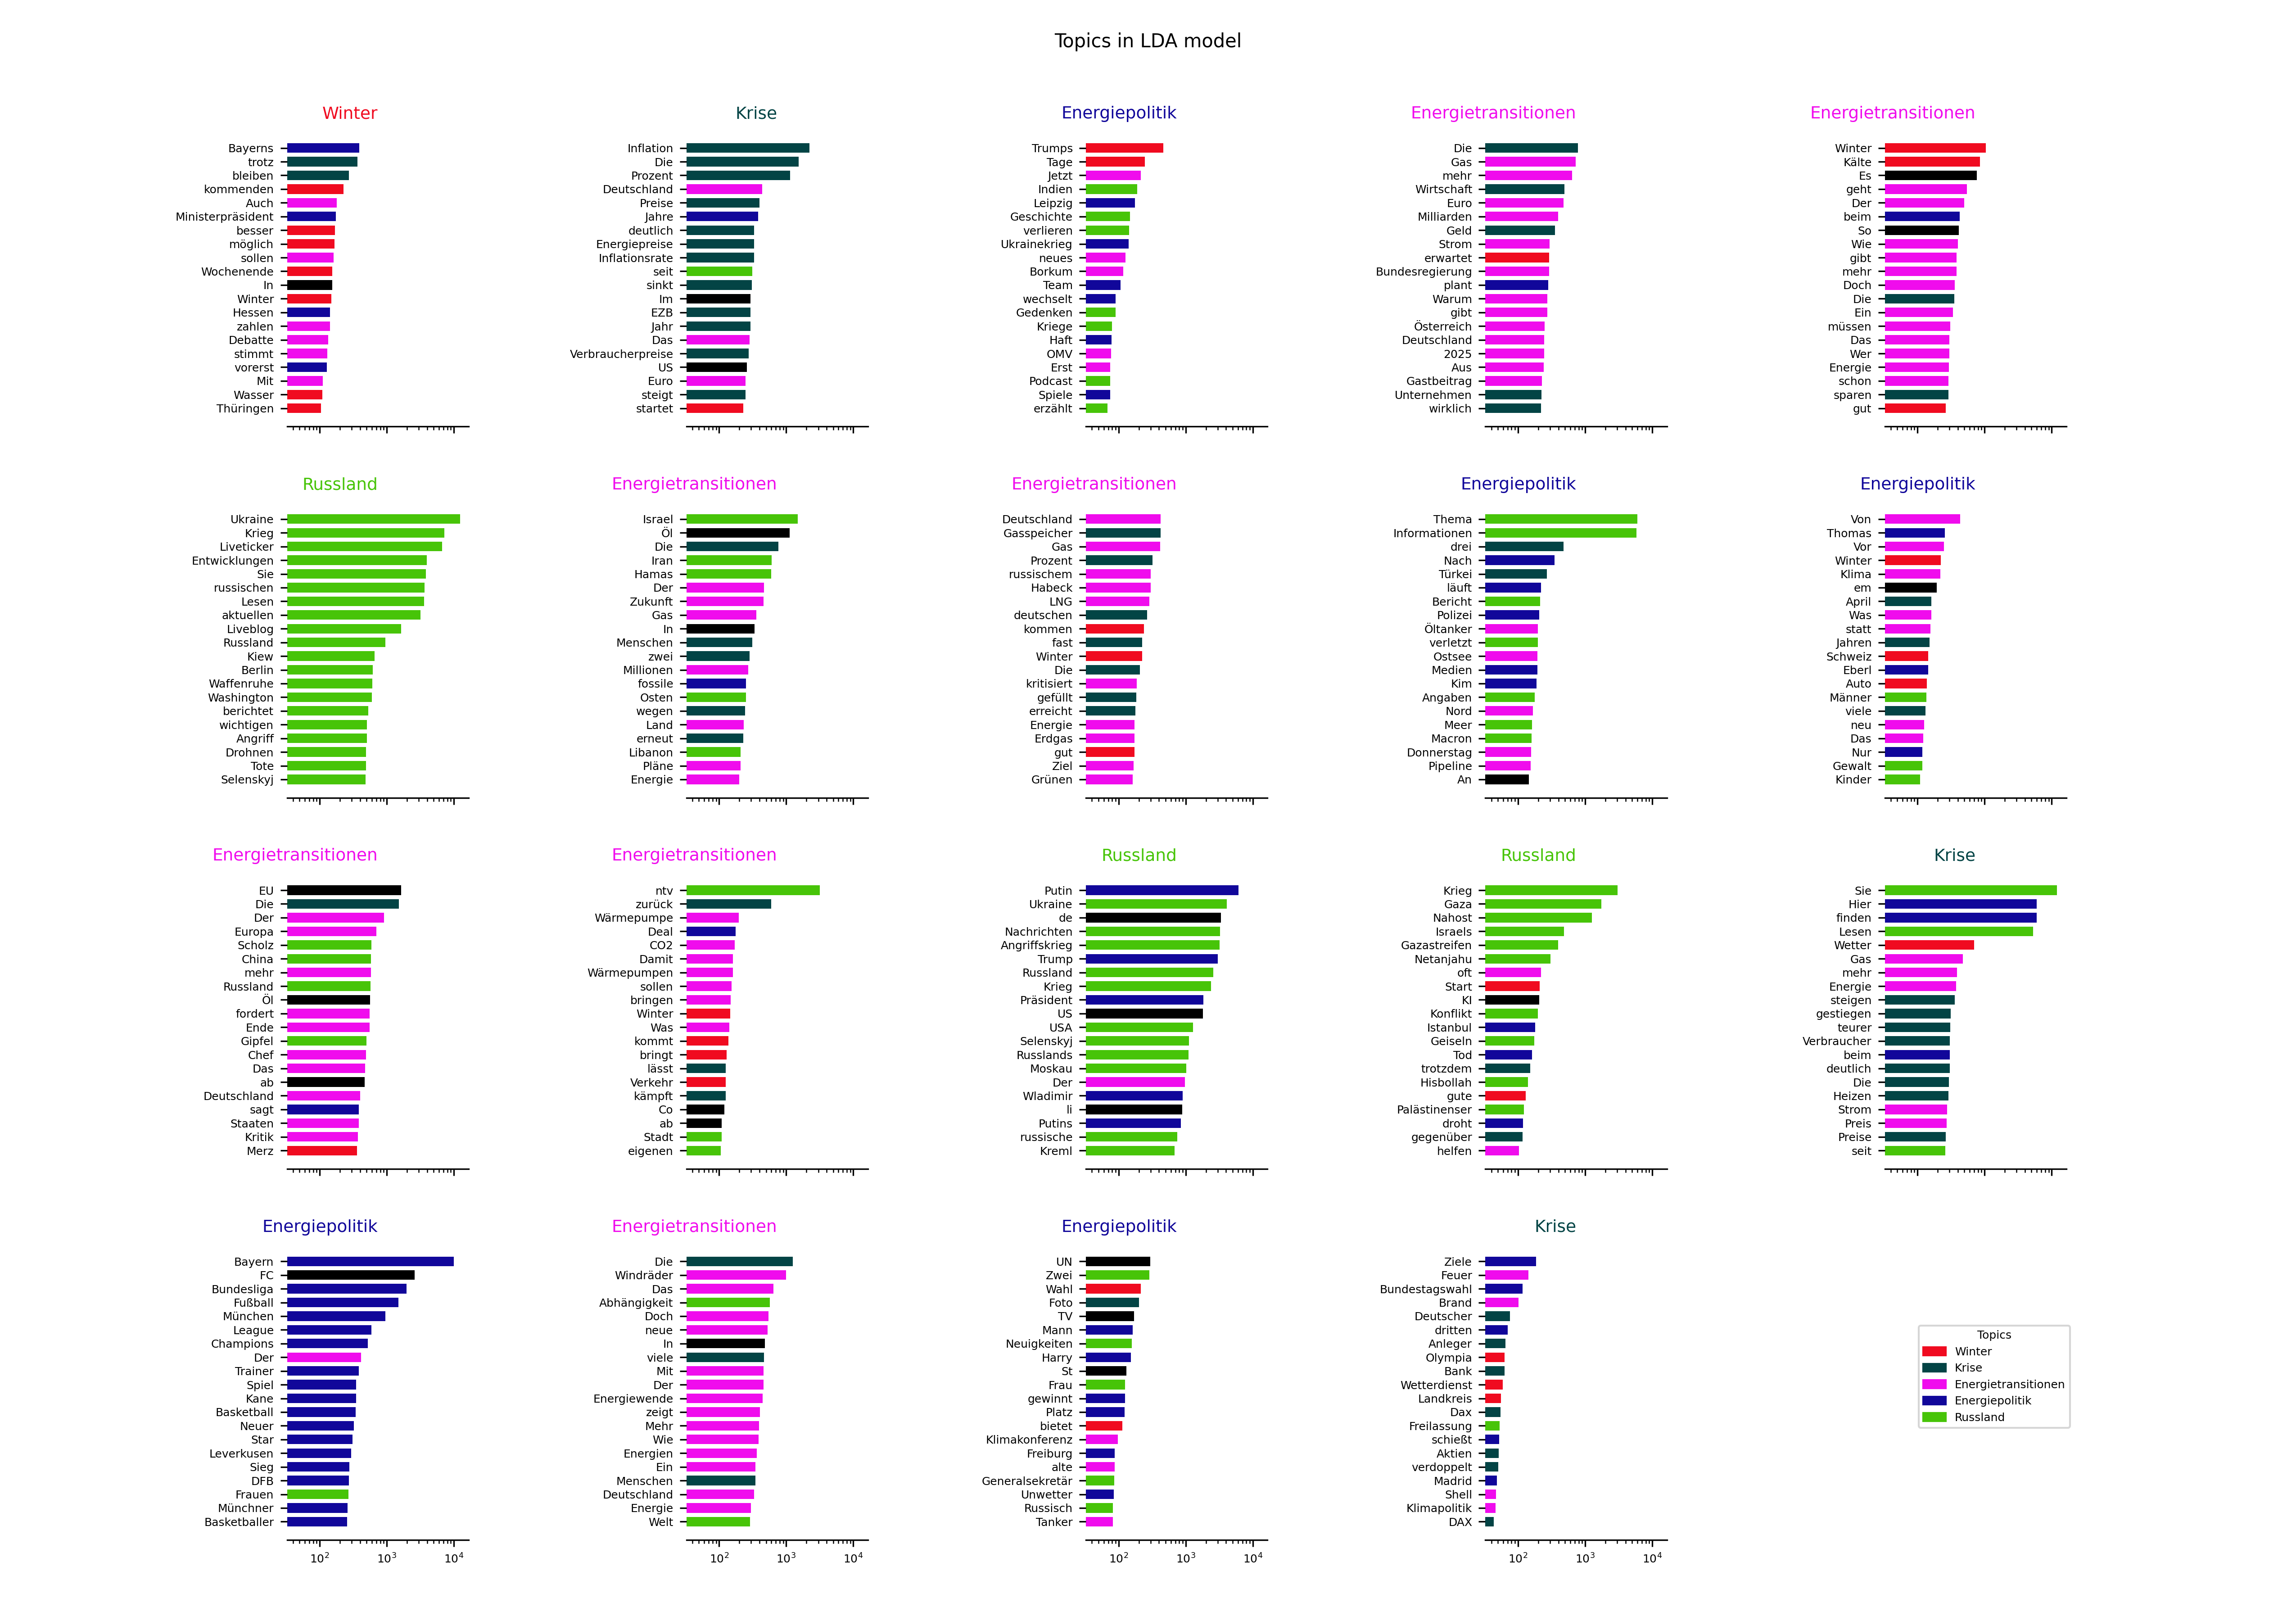 Topics in LDA model
Winter
Bayerns
trotz
bleiben
kommenden
Auch
Ministerpräsident
besser
möglich
sollen
Wochenende
In
Winter
Hessen
zahlen
Debatte
stimmt
vorerst
Mit
Wasser
Thüringen
Krise
Inflation
Die
Prozent
Deutschland
Preise
Jahre
deutlich
Energiepreise
Inflationsrate
seit
sinkt
Im
EZB
Jahr
Das
Verbraucherpreise
US
Euro
steigt
startet
Energiepolitik
Trumps
Tage
Jetzt
Indien
Leipzig
Geschichte
verlieren
Ukrainekrieg
neues
Borkum
Team
wechselt
Gedenken
Kriege
Haft
OMV
Erst
Podcast
Spiele
erzählt
Energietransitionen
Die
Gas
mehr
Wirtschaft
Euro
Milliarden
Geld
Strom
erwartet
Bundesregierung
plant
Warum
gibt
Österreich
Deutschland
2025
Aus
Gastbeitrag
Unternehmen
wirklich
Energietransitionen
Winter
Kälte
Es
geht
Der
beim
So
Wie
gibt
mehr
Doch
Die
Ein
müssen
Das
Wer
Energie
schon
sparen
gut
Russland
Ukraine
Krieg
Liveticker
Entwicklungen
Sie
russischen
Lesen
aktuellen
Liveblog
Russland
Kiew
Berlin
Waffenruhe
Washington
berichtet
wichtigen
Angriff
Drohnen
Tote
Selenskyj
Energietransitionen
Israel
Öl
Die
Iran
Hamas
Der
Zukunft
Gas
In
Menschen
zwei
Millionen
fossile
Osten
wegen
Land
erneut
Libanon
Pläne
Energie
Energietransitionen
Deutschland
Gasspeicher
Gas
Prozent
russischem
Habeck
LNG
deutschen
kommen
fast
Winter
Die
kritisiert
gefüllt
erreicht
Energie
Erdgas
gut
Ziel
Grünen
Energiepolitik
Thema
Informationen
drei
Nach
Türkei
läuft
Bericht
Polizei
Öltanker
verletzt
Ostsee
Medien
Kim
Angaben
Nord
Meer
Macron
Donnerstag
Pipeline
An
Energiepolitik
Von
Thomas
Vor
Winter
Klima
em
April
Was
statt
Jahren
Schweiz
Eberl
Auto
Männer
viele
neu
Das
Nur
Gewalt
Kinder
Energietransitionen
EU
Die
Der
Europa
Scholz
China
mehr
Russland
Öl
fordert
Ende
Gipfel
Chef
Das
ab
Deutschland
sagt
Staaten
Kritik
Merz
Energietransitionen
ntv
zurück
Wärmepumpe
Deal
CO2
Damit
Wärmepumpen
sollen
bringen
Winter
Was
kommt
bringt
lässt
Verkehr
kämpft
Co
ab
Stadt
eigenen
Russland
Putin
Ukraine
de
Nachrichten
Angriffskrieg
Trump
Russland
Krieg
Präsident
US
USA
Selenskyj
Russlands
Moskau
Der
Wladimir
li
Putins
russische
Kreml
Russland
Krieg
Gaza
Nahost
Israels
Gazastreifen
Netanjahu
oft
Start
KI
Konflikt
Istanbul
Geiseln
Tod
trotzdem
Hisbollah
gute
Palästinenser
droht
gegenüber
helfen
Krise
Sie
Hier
finden
Lesen
Wetter
Gas
mehr
Energie
steigen
gestiegen
teurer
Verbraucher
beim
deutlich
Die
Heizen
Strom
Preis
Preise
seit
Energiepolitik
Bayern
FC
Bundesliga
Fußball
München
League
Champions
Der
Trainer
Spiel
Kane
Basketball
Neuer
Star
Leverkusen
Sieg
DFB
Frauen
Münchner
Basketballer
10² 10³ 10⁴
Energietransitionen
Die
Windräder
Das
Abhängigkeit
Doch
neue
In
viele
Mit
Der
Energiewende
zeigt
Mehr
Wie
Energien
Ein
Menschen
Deutschland
Energie
Welt
10² 10³ 10⁴
Energiepolitik
UN
Zwei
Wahl
Foto
TV
Mann
Neuigkeiten
Harry
St
Frau
gewinnt
Platz
bietet
Klimakonferenz
Freiburg
alte
Generalsekretär
Unwetter
Russisch
Tanker
10² 10³ 10⁴
Krise
Ziele
Feuer
Bundestagswahl
Brand
Deutscher
dritten
Anleger
Olympia
Bank
Wetterdienst
Landkreis
Dax
Freilassung
schießt
Aktien
verdoppelt
Madrid
Shell
Klimapolitik
DAX
10² 10³ 10⁴
Topics
Winter
Krise
Energietransitionen
Energiepolitik
Russland